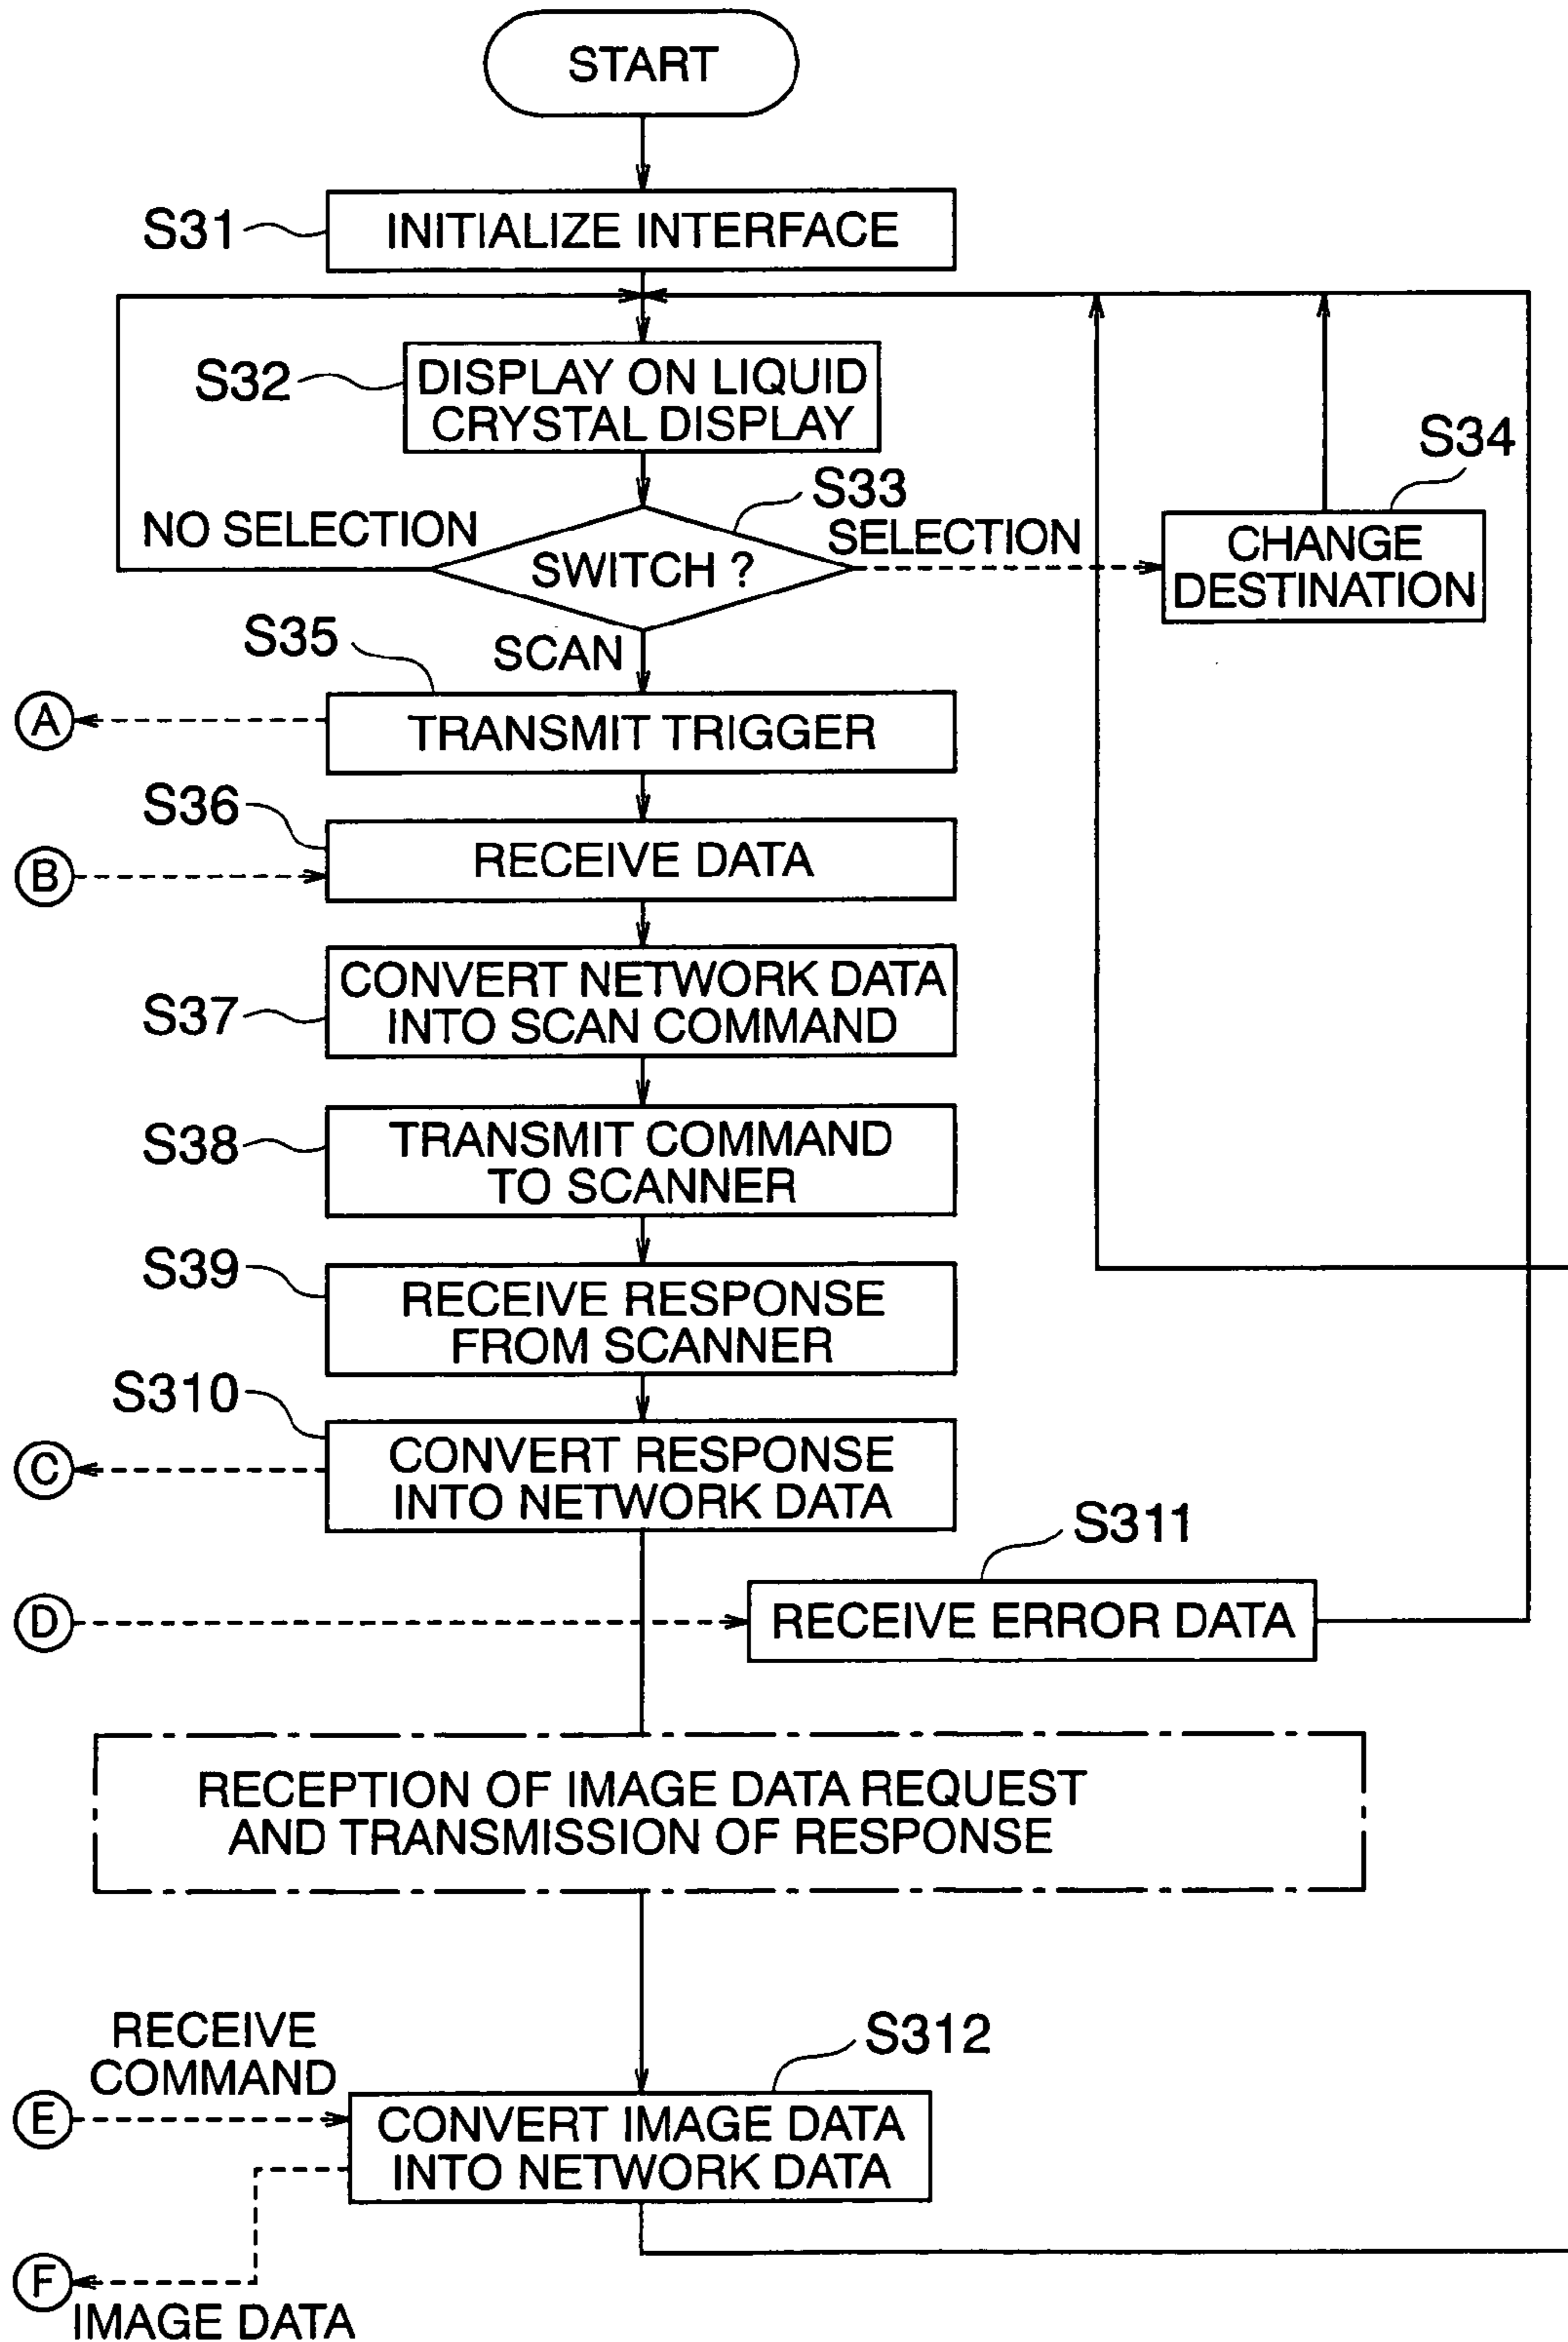 START
S31
INITIALIZE INTERFACE
S32
DISPLAY ON LIQUID
CRYSTAL DISPLAY
S34
S33
NO SELECTION
SELECTION
SWITCH ?
CHANGE
DESTINATION
S35
SCAN
A
TRANSMIT TRIGGER
S36
B
RECEIVE DATA
S37
CONVERT NETWORK DATA
INTO SCAN COMMAND
S38
TRANSMIT COMMAND
TO SCANNER
S39
RECEIVE RESPONSE
FROM SCANNER
S310
C
CONVERT RESPONSE
INTO NETWORK DATA
S311
D
RECEIVE ERROR DATA
RECEPTION OF IMAGE DATA REQUEST
AND TRANSMISSION OF RESPONSE
RECEIVE
COMMAND
S312
E
CONVERT IMAGE DATA
INTO NETWORK DATA
F
IMAGE DATA